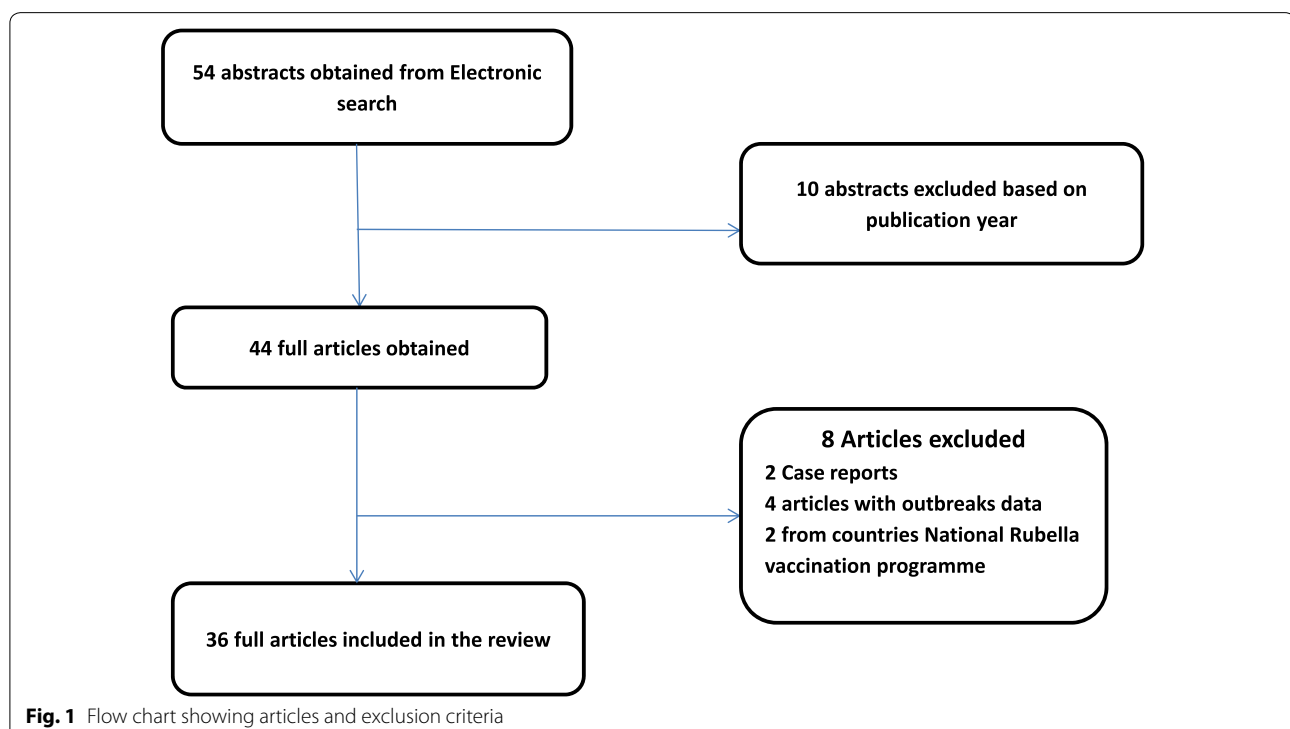 54 abstracts obtained from Electronic
search
10 abstracts excluded based on
publication year
44 full articles obtained
8 Articles excluded
2 Case reports
4 articles with outbreaks data
2 from countries National Rubella
vaccination programme
36 full articles included in the review
Fig. 1 Flow chart showing articles and exclusion criteria